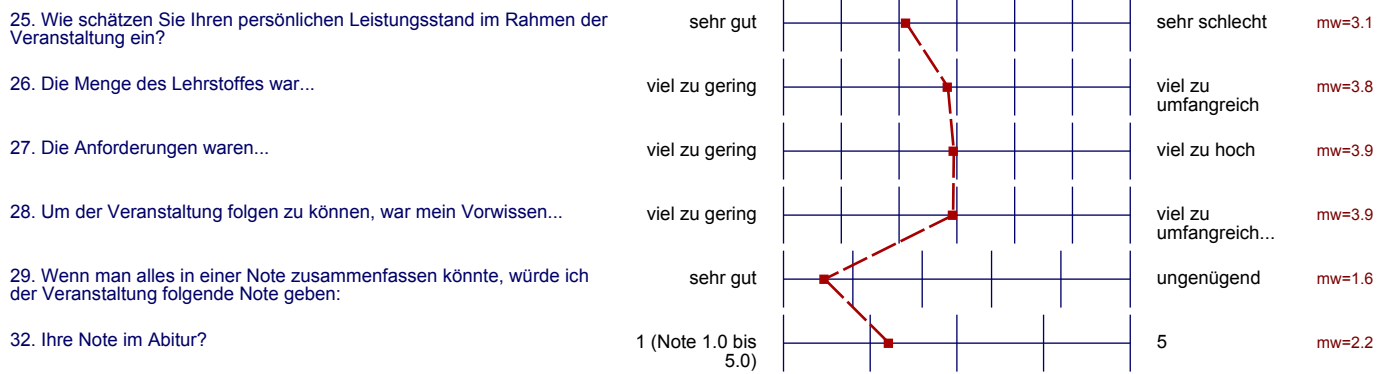 25. Wie schätzen Sie Ihren persönlichen Leistungsstand im Rahmen der
Veranstaltung ein?
sehr gut
sehr schlecht
mw=3.1
26. Die Menge des Lehrstoffes war...
viel zu gering
viel zu
umfangreich
mw=3.8
27. Die Anforderungen waren...
viel zu gering
viel zu hoch
mw=3.9
28. Um der Veranstaltung folgen zu können, war mein Vorwissen...
viel zu gering
viel zu
umfangreich...
mw=3.9
29. Wenn man alles in einer Note zusammenfassen könnte, würde ich
der Veranstaltung folgende Note geben:
sehr gut
ungenügend
mw=1.6
32. Ihre Note im Abitur?
1 (Note 1.0 bis
5.0)
5
mw=2.2